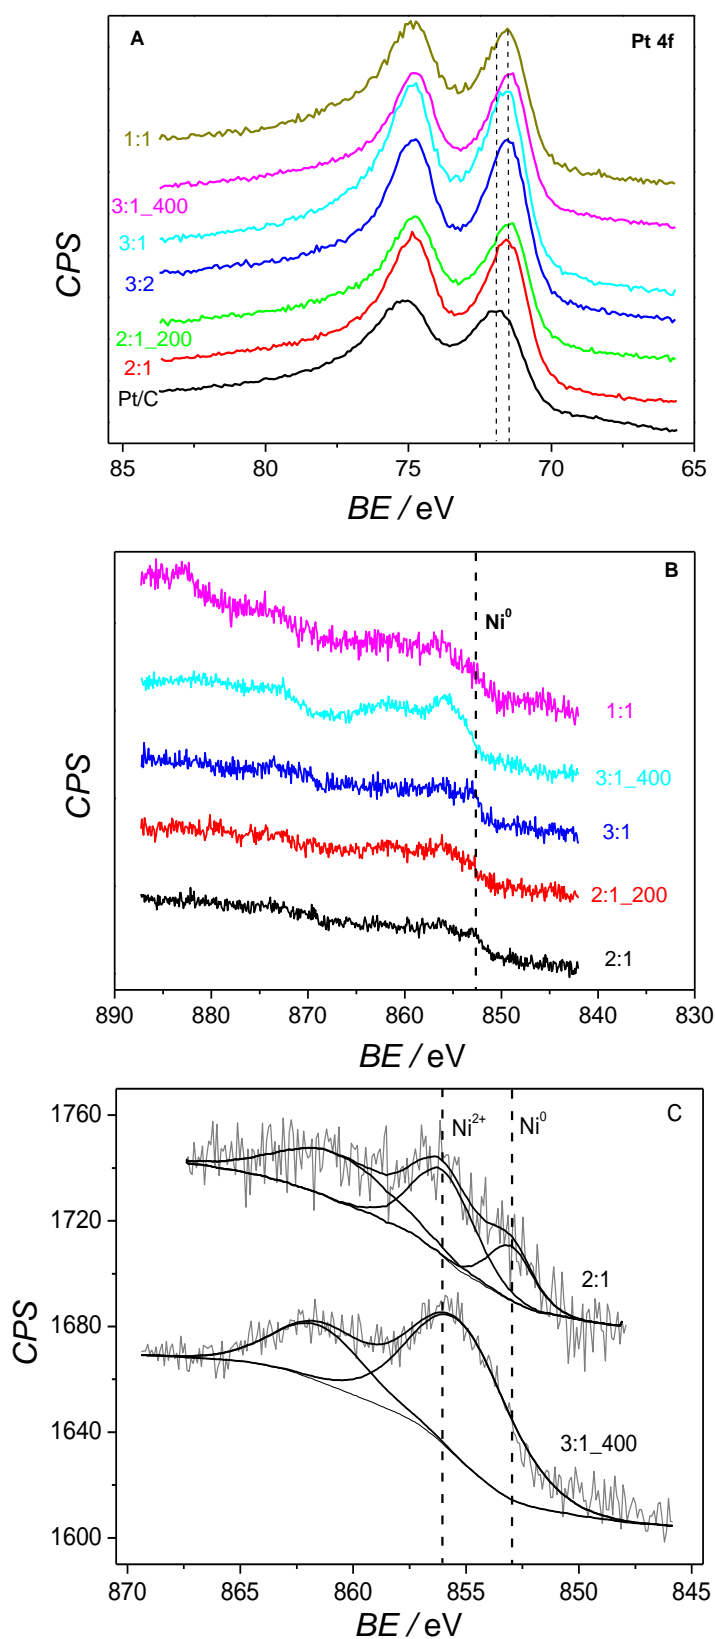 A
Pt 4f
1:1
3:1_400
3:1
3:2
2:1_200
2:1
Pt/C
CPS
85 80 75 70 65
BE / eV
B
Ni⁰
1:1
3:1_400
3:1
2:1_200
2:1
CPS
890 880 870 860 850 840 830
BE / eV
C
1760
Ni²⁺ Ni⁰
1720
2:1
1680
CPS
3:1_400
1640
1600
870 865 860 855 850 845
BE / eV